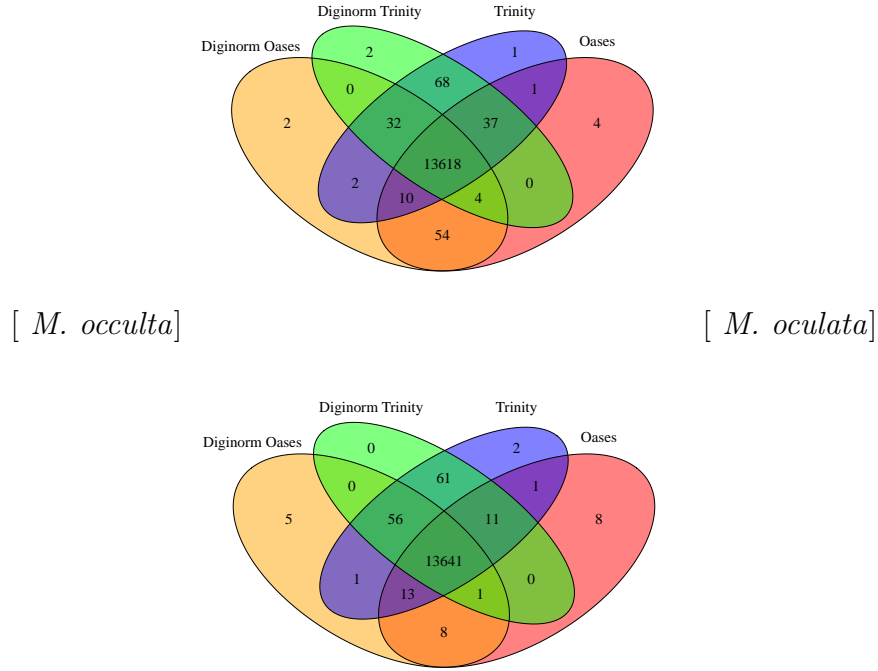 Diginorm Trinity Trinity
Diginorm Oases Oases
2 1
0 68 1
2 32 37 4
13618
2 10 4 0
54
[ M. occulta] [ M. oculata]
Diginorm Trinity Trinity
Diginorm Oases Oases
0 2
0 61 1
5 56 11 8
13641
1 13 1 0
8